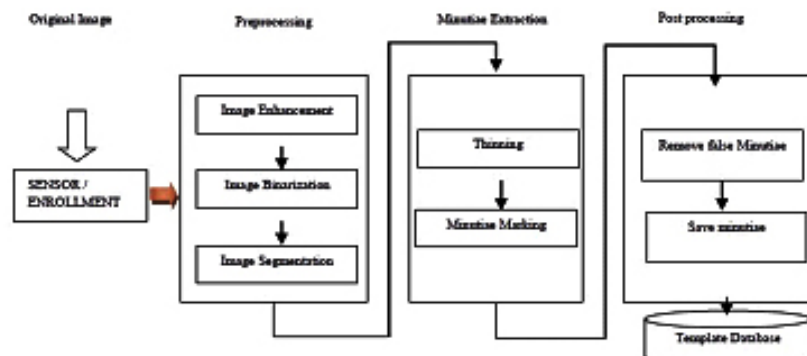 Original Image
Preprocessing
Minutiae Extraction
Post processing
SENSOR /
ENROLLMENT
Image Enhancement
Image Binarization
Image Segmentation
Thinning
Minutiae Marking
Remove false Minutiae
Save minutiae
Template Database